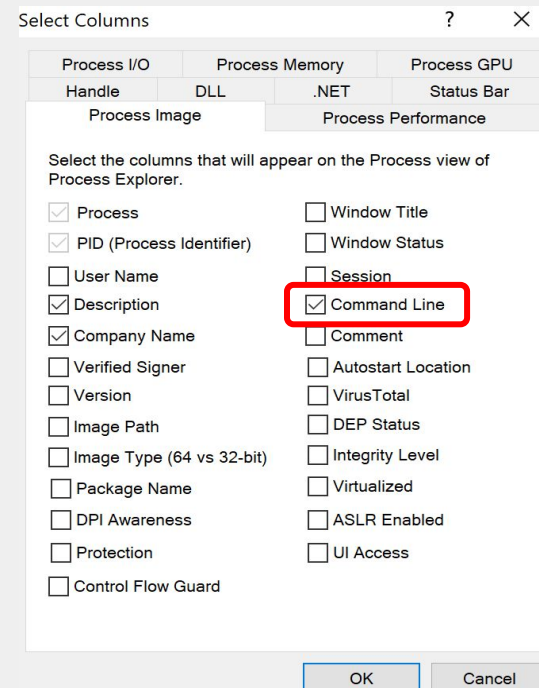 Select Columns ? X
Process I/O Process Memory Process GPU
Handle DLL .NET Status Bar
Process Image Process Performance
Select the columns that will appear on the Process view of
Process Explorer.
Process
PID (Process Identifier)
User Name
Description
Company Name
Verified Signer
Version
Image Path
Image Type (64 vs 32-bit)
Package Name
DPI Awareness
Protection
Control Flow Guard
Window Title
Window Status
Session
Command Line
Comment
Autostart Location
VirusTotal
DEP Status
Integrity Level
Virtualized
ASLR Enabled
UI Access
OK Cancel